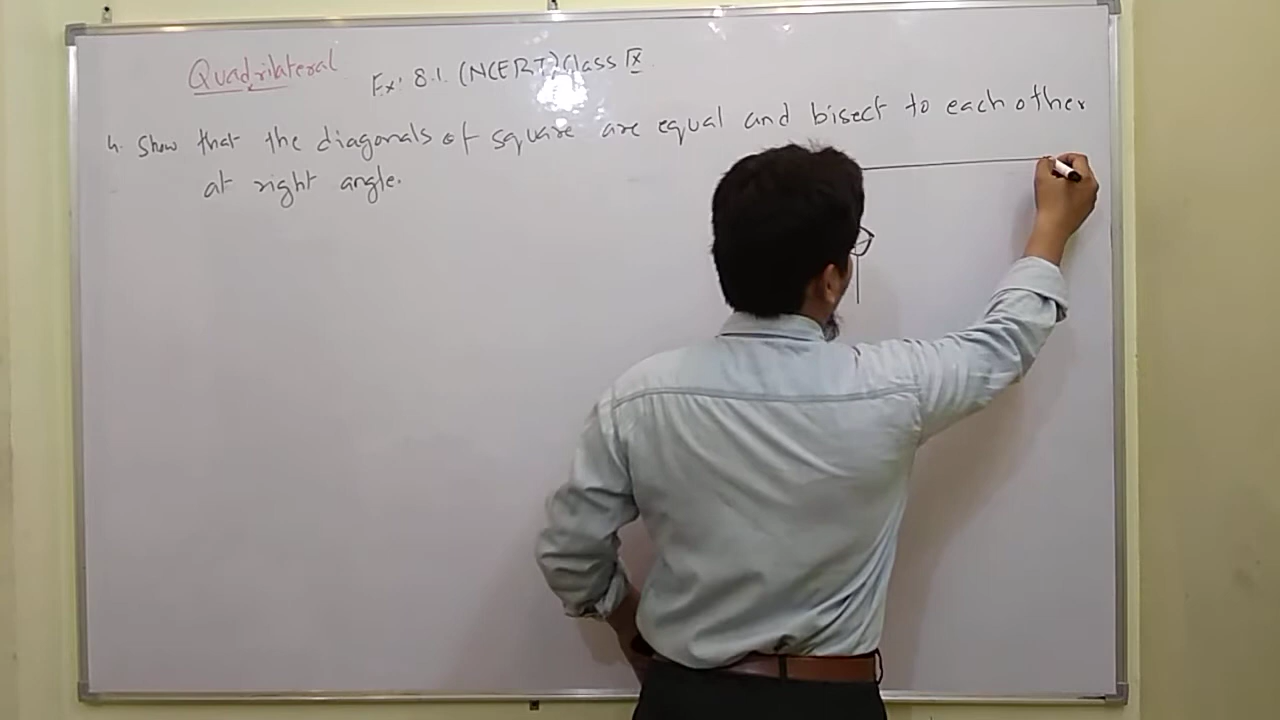 Quadrilateral Ex: 8.1. (NCERT) Class IX
4. Show that the diagonals of square are equal and bisect to each other
at right angle.